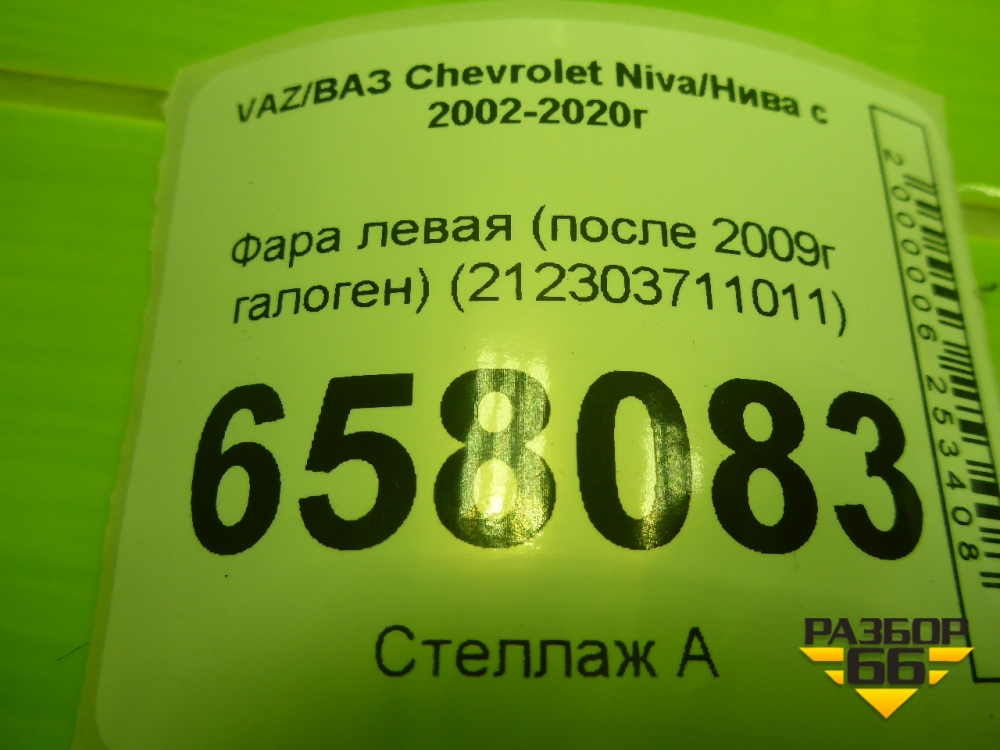 VAZ/ВАЗ Chevrolet Niva/Нива с
2002-2020г
Фара левая (после 2009г
галоген) (212303711011)
658083
Стеллаж А
2000006253408
РАЗБОР
66